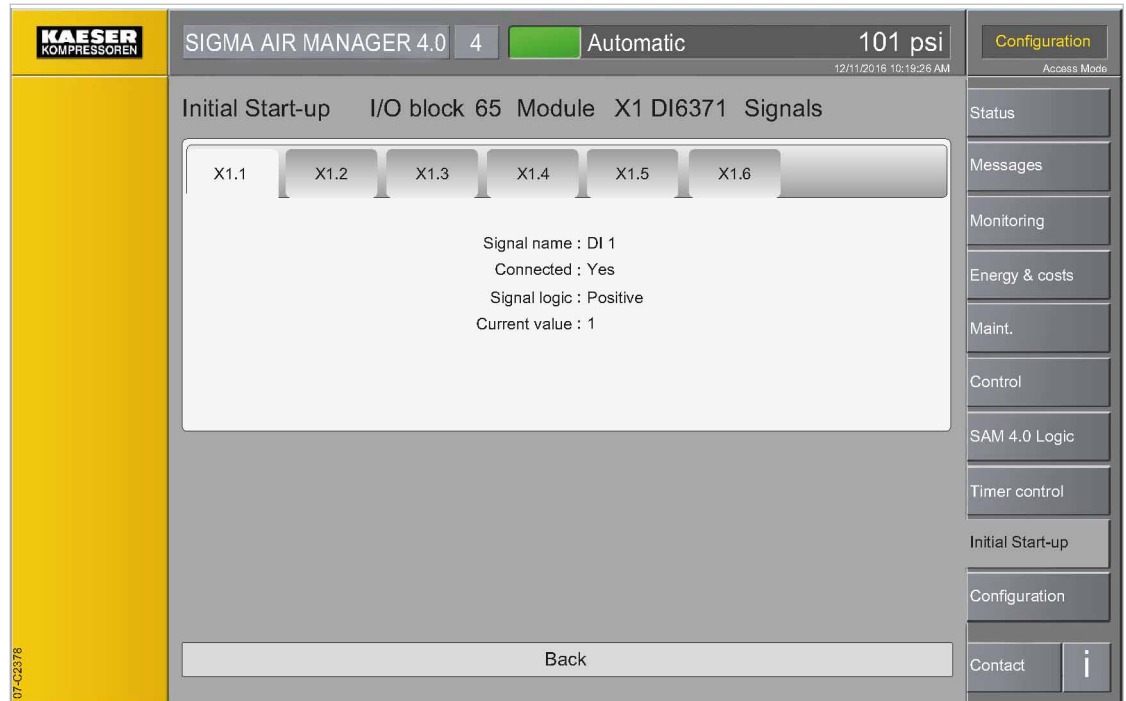 KAESER
KOMPRESSOREN
SIGMA AIR MANAGER 4.0 4 Automatic 101 psi
12/11/2016 10:19:26 AM
Configuration
Access Mode
Initial Start-up I/O block 65 Module X1 DI6371 Signals
X1.1 X1.2 X1.3 X1.4 X1.5 X1.6
Signal name : DI 1
Connected : Yes
Signal logic : Positive
Current value : 1
Back
Status
Messages
Monitoring
Energy & costs
Maint.
Control
SAM 4.0 Logic
Timer control
Initial Start-up
Configuration
Contact i
07-C2378